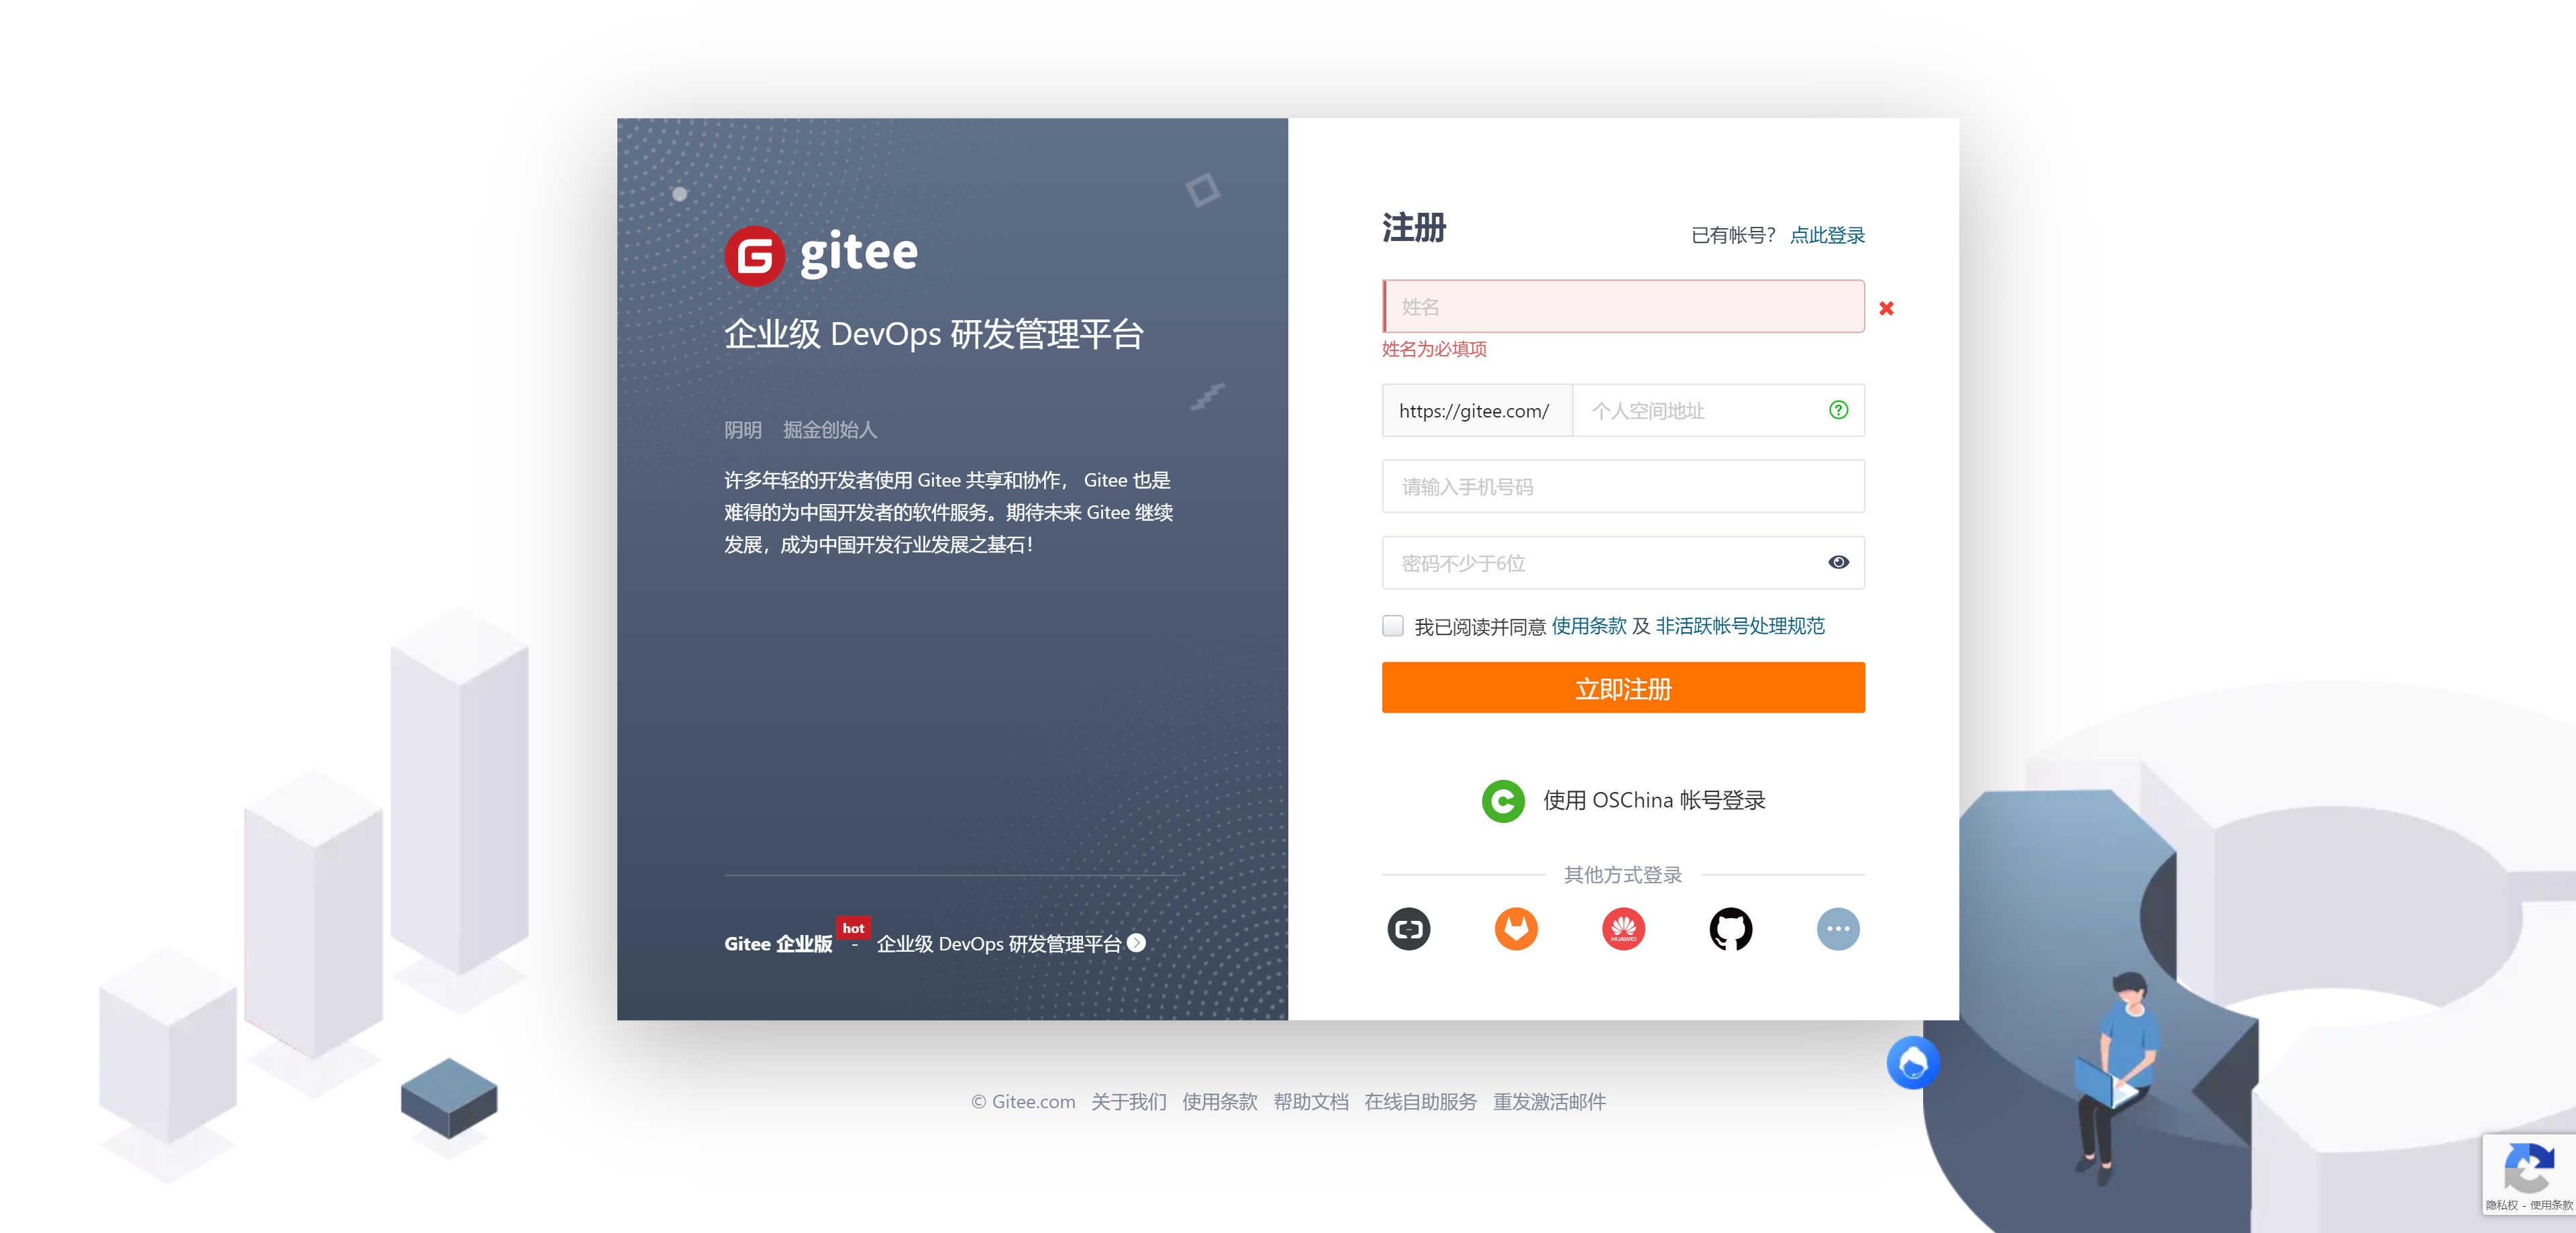 gitee
企业级 DevOps 研发管理平台
阴明 掘金创始人
许多年轻的开发者使用 Gitee 共享和协作， Gitee 也是
难得的为中国开发者的软件服务。期待未来 Gitee 继续
发展，成为中国开发行业发展之基石！
Gitee 企业版 hot - 企业级 DevOps 研发管理平台
注册
已有帐号？ 点此登录
姓名
姓名为必填项
https://gitee.com/ 个人空间地址
请输入手机号码
密码不少于6位
我已阅读并同意 使用条款 及 非活跃帐号处理规范
立即注册
使用 OSChina 帐号登录
其他方式登录
HUAWEI
© Gitee.com 关于我们 使用条款 帮助文档 在线自助服务 重发激活邮件
隐私权 - 使用条款